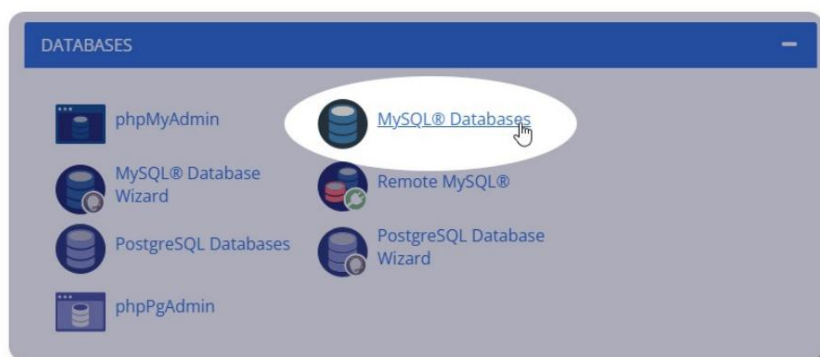 DATABASES
phpMyAdmin
MySQL® Databases
MySQL® Database
Wizard
Remote MySQL®
PostgreSQL Databases
PostgreSQL Database
Wizard
phpPgAdmin